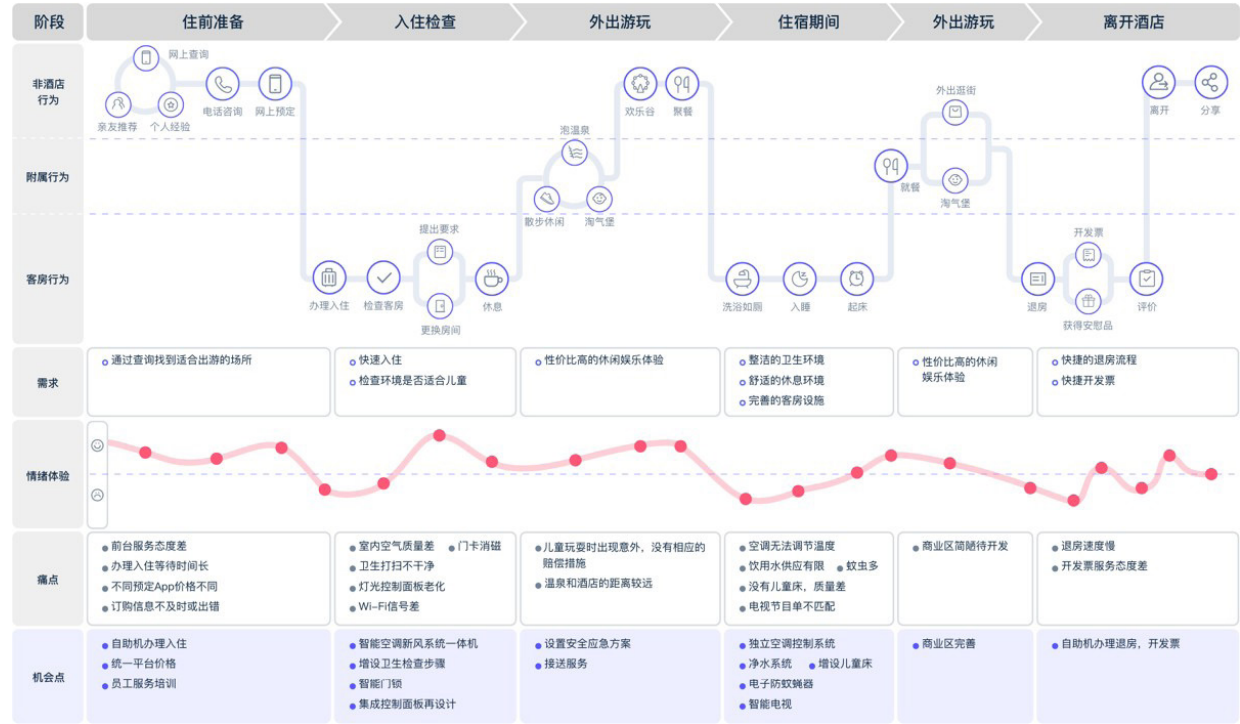 阶段
住前准备
入住检查
外出游玩
住宿期间
外出游玩
离开酒店
非酒店
行为
网上查询
亲友推荐
个人经验
电话咨询
网上预定
欢乐谷
聚餐
外出逛街
离开
分享
附属行为
泡温泉
散步休闲
淘气堡
就餐
淘气堡
客房行为
办理入住
检查客房
提出要求
更换房间
休息
洗浴如厕
入睡
起床
退房
开发票
获得安慰品
评价
需求
通过查询找到适合出游的场所
快速入住
检查环境是否适合儿童
性价比高的休闲娱乐体验
整洁的卫生环境
舒适的休息环境
完善的客房设施
性价比高的休闲
娱乐体验
快捷的退房流程
快捷开发票
情绪体验
痛点
前台服务态度差
办理入住等待时间长
不同预定App价格不同
订购信息不及时或出错
室内空气质量差
门卡消磁
卫生打扫不干净
灯光控制面板老化
Wi-Fi信号差
儿童玩耍时出现意外，没有相应的
赔偿措施
温泉和酒店的距离较远
空调无法调节温度
饮用水供应有限
蚊虫多
没有儿童床，质量差
电视节目单不匹配
商业区简陋待开发
退房速度慢
开发票服务态度差
机会点
自助机办理入住
统一平台价格
员工服务培训
智能空调新风系统一体机
增设卫生检查步骤
智能门锁
集成控制面板再设计
设置安全应急方案
接送服务
独立空调控制系统
净水系统
增设儿童床
电子防蚊蝇器
智能电视
商业区完善
自助机办理退房，开发票